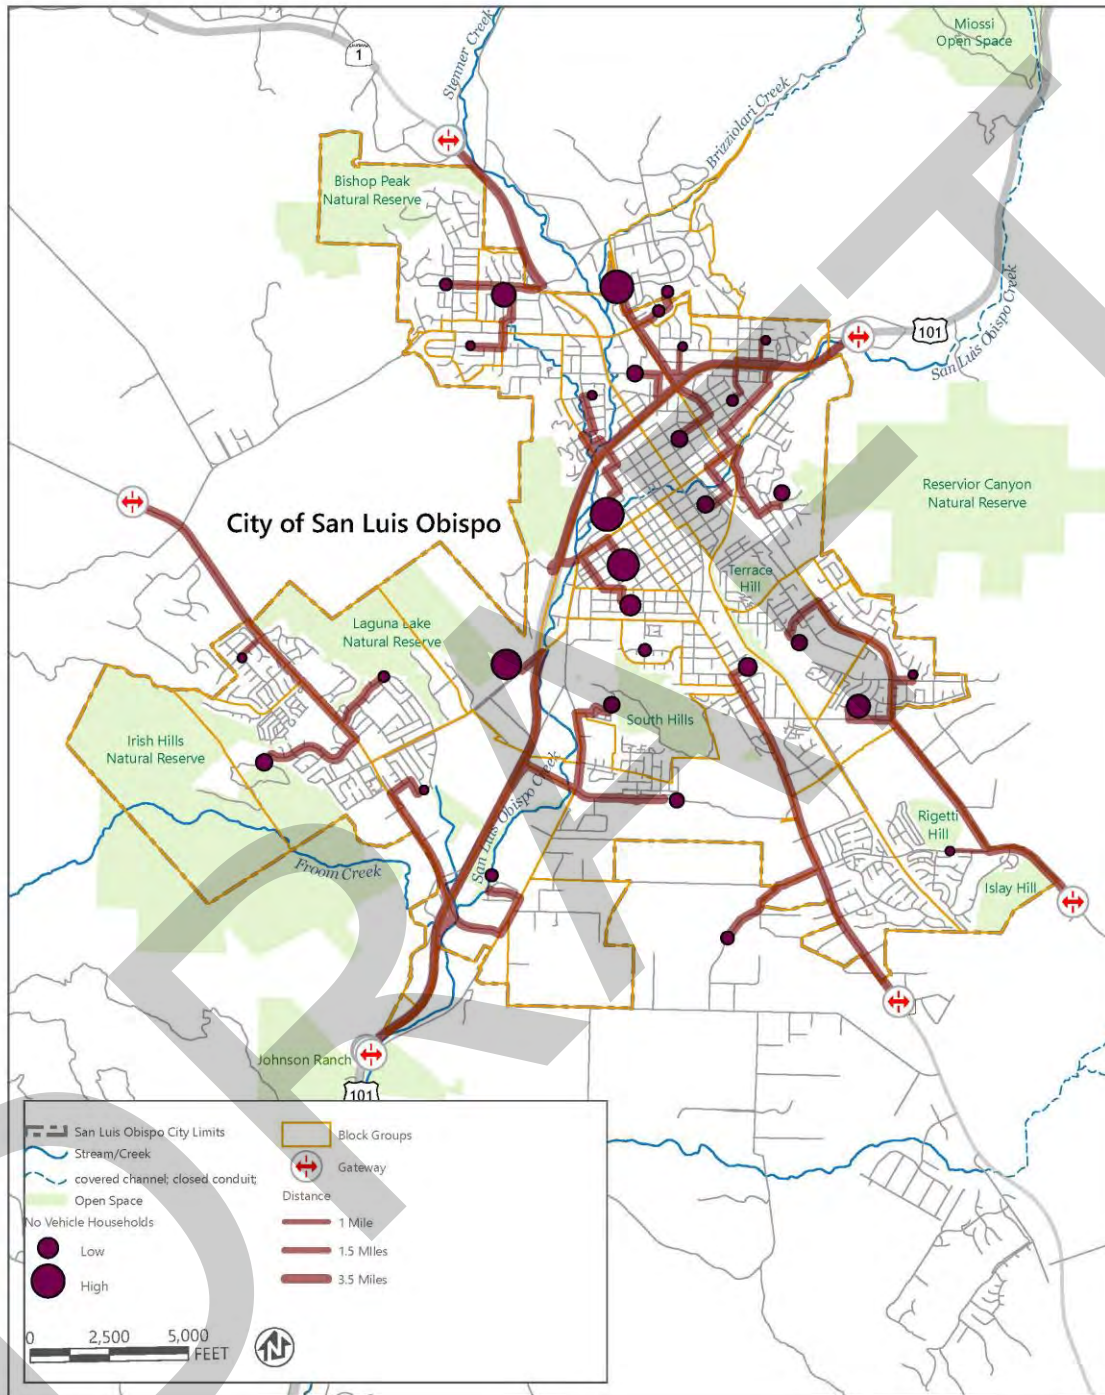 Miossi
Open Space
CALIFORNIA
1
Stenner Creek
Brizziolari Creek
Bishop Peak
Natural Reserve
101
San Luis Obispo Creek
Reservior Canyon
Natural Reserve
City of San Luis Obispo
Terrace
Hill
Laguna Lake
Natural Reserve
South Hills
Irish Hills
Natural Reserve
San Luis Obispo Creek
Froom Creek
Rigetti
Hill
Islay Hill
Johnson Ranch
101
San Luis Obispo City Limits
Stream/Creek
covered channel; closed conduit;
Open Space
No Vehicle Households
Low
High
Block Groups
Gateway
Distance
1 Mile
1.5 MIles
3.5 Miles
0 2,500 5,000
FEET
N
DRAFT